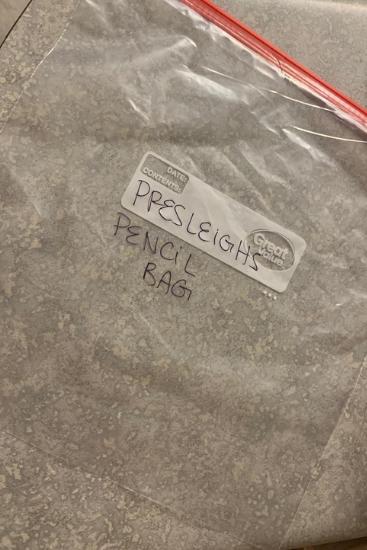 DATE:
CONTENTS:
PRESLEIGHS
Great Value
PENCIL
BAG